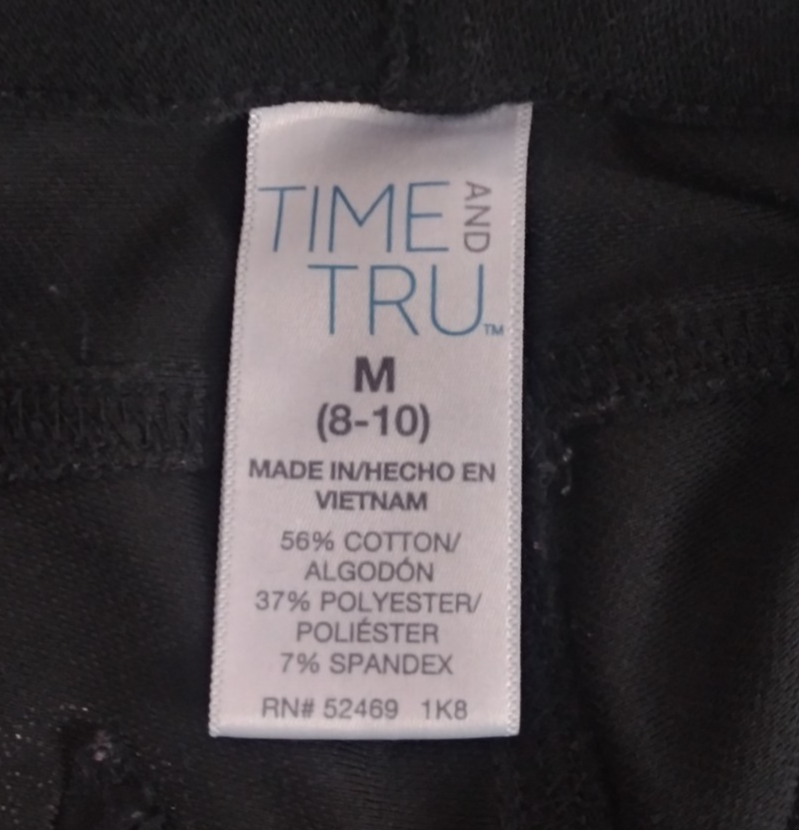 TIME AND
TRU™
M
(8-10)
MADE IN/HECHO EN
VIETNAM
56% COTTON/
ALGODÓN
37% POLYESTER/
POLIÉSTER
7% SPANDEX
RN# 52469 1K8